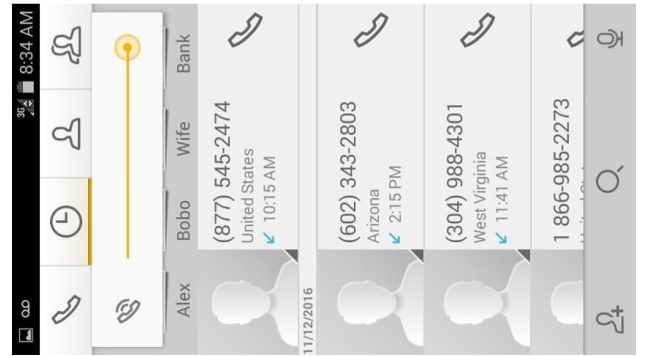 3G 8:34 AM
Alex Bobo Wife Bank
(877) 545-2474
United States
10:15 AM
11/12/2016
(602) 343-2803
Arizona
2:15 PM
(304) 988-4301
West Virginia
11:41 AM
1 866-985-2273